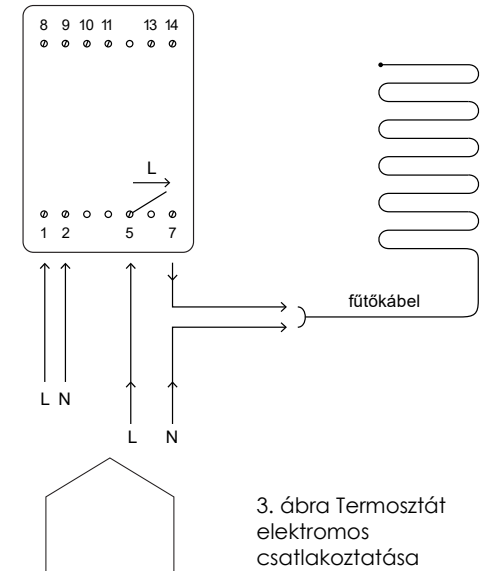 8 9 10 11 13 14
L
1 2 5 7
fűtőkábel
L N
L N
3. ábra Termosztát
elektromos
csatlakoztatása